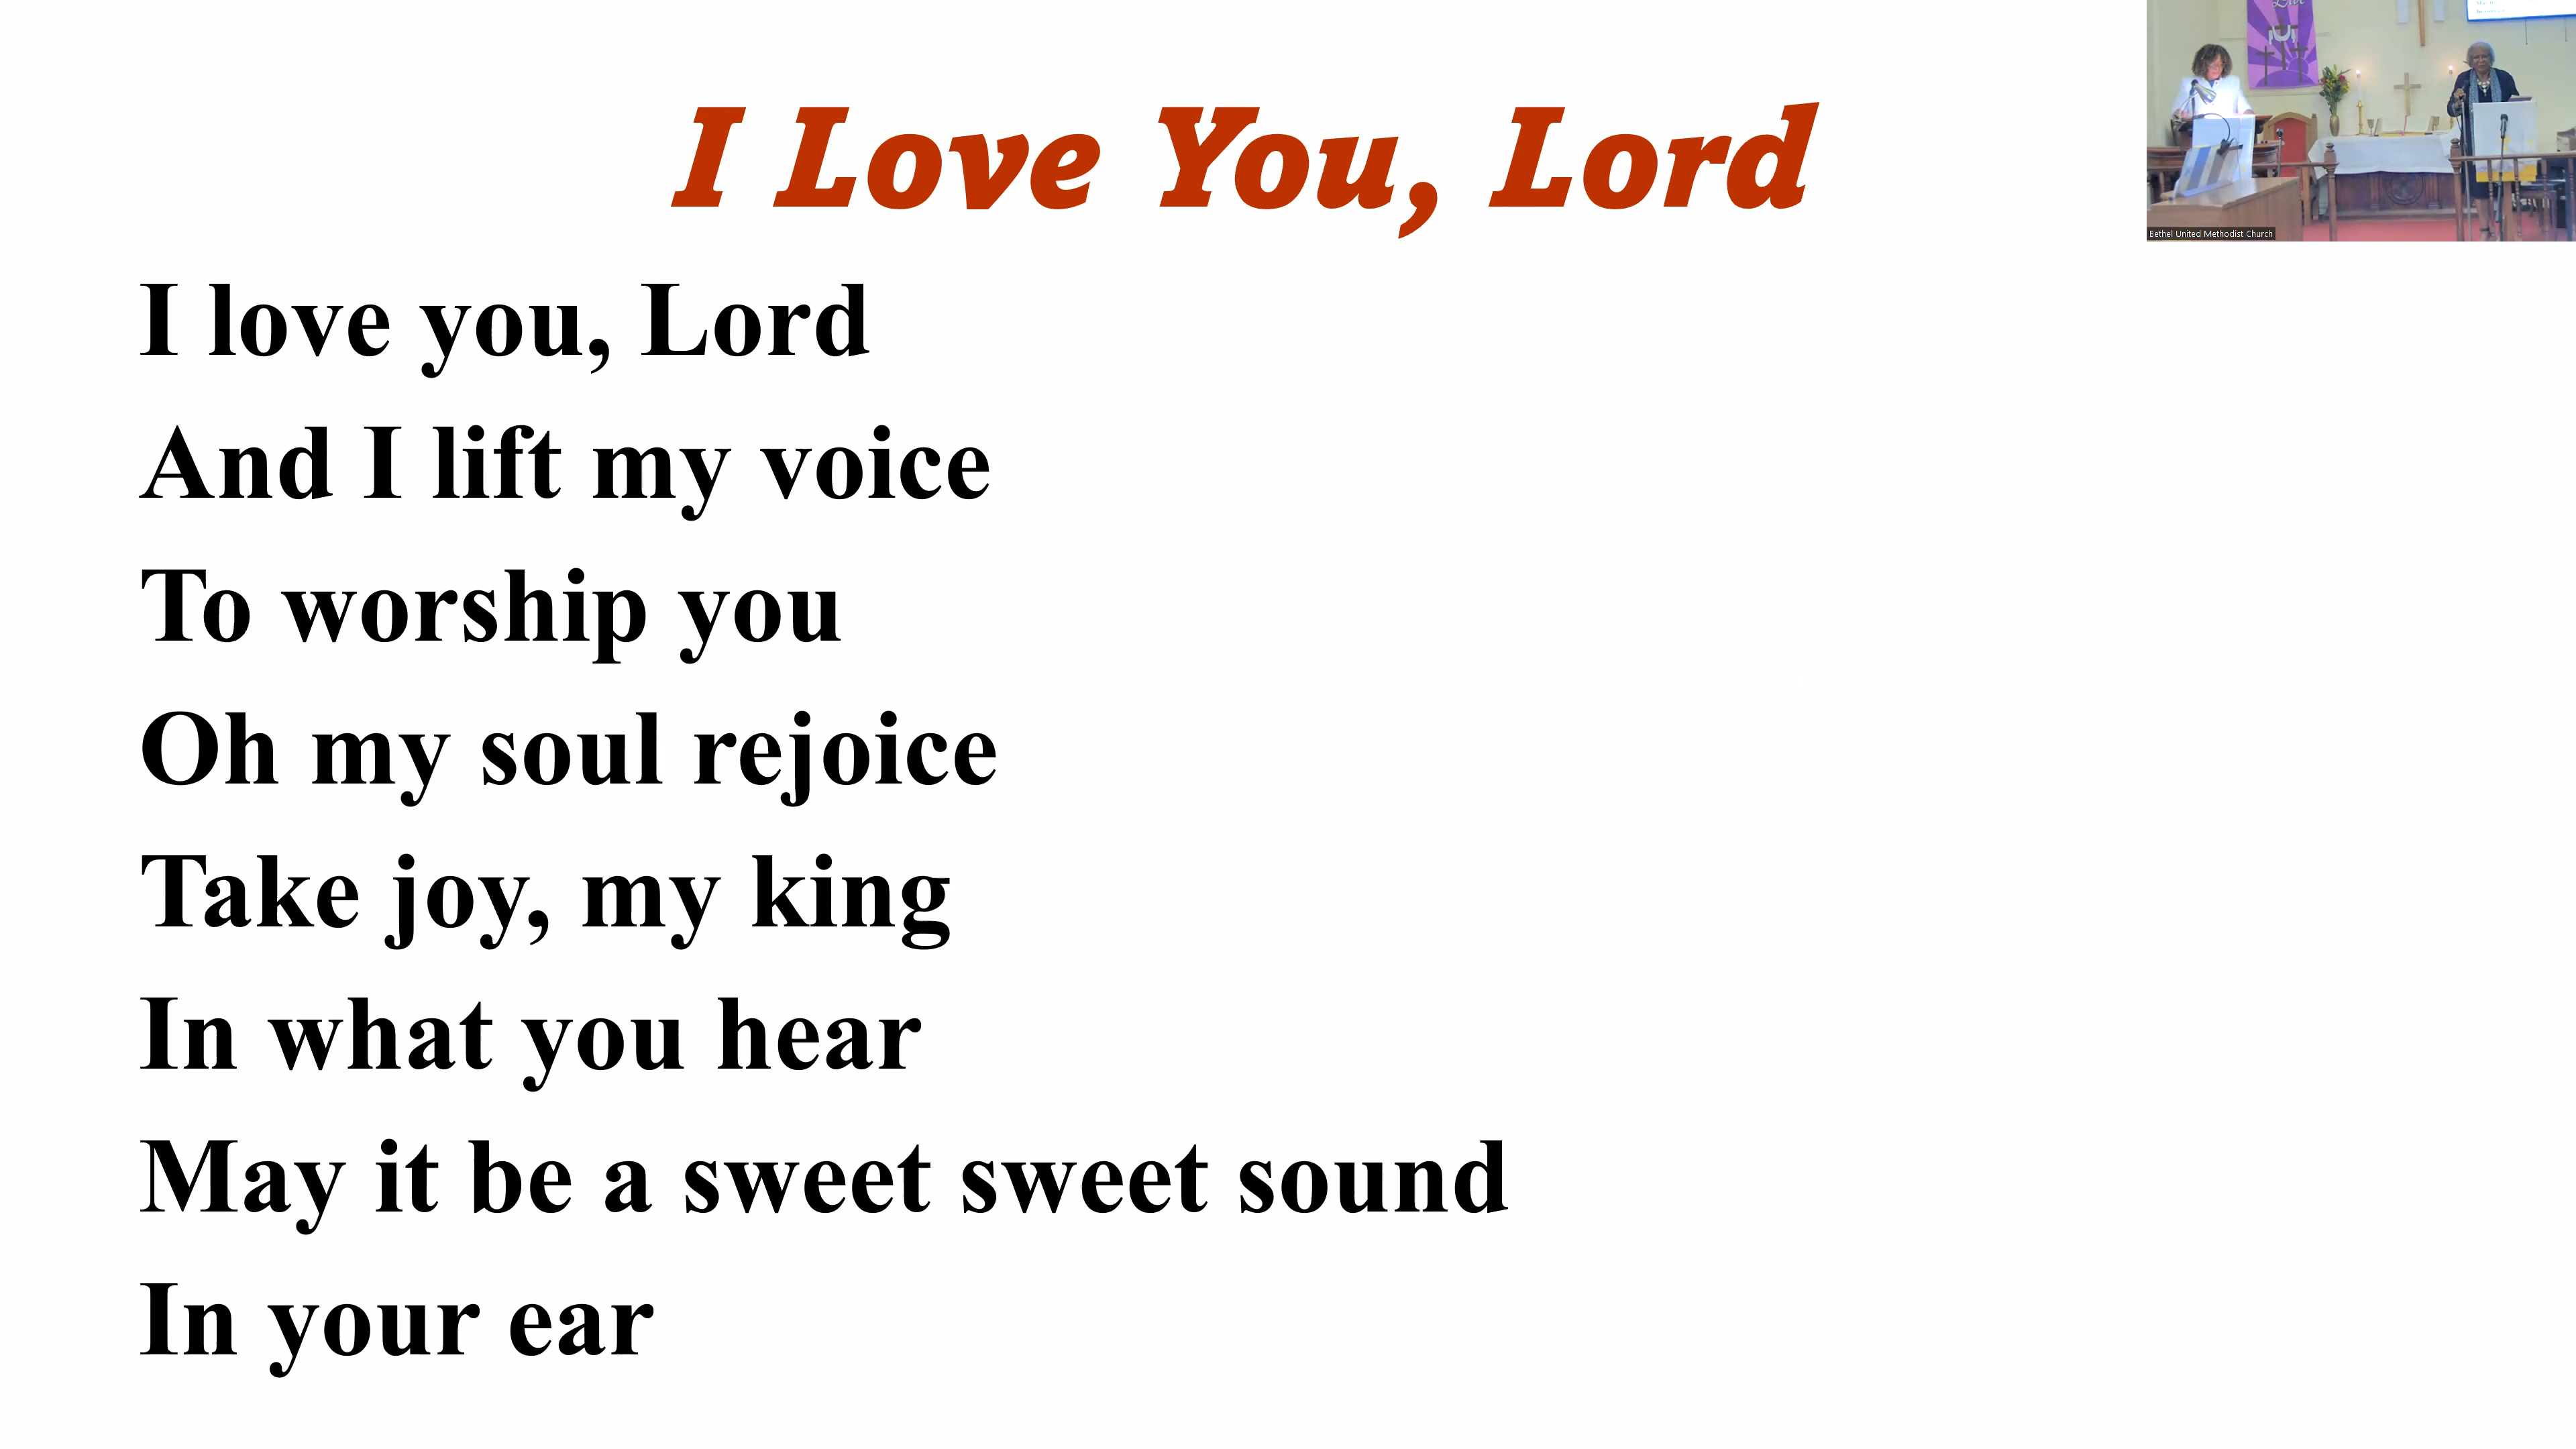 I Love You, Lord
I love you, Lord
And I lift my voice
To worship you
Oh my soul rejoice
Take joy, my king
In what you hear
May it be a sweet sweet sound
In your ear
Bethel United Methodist Church